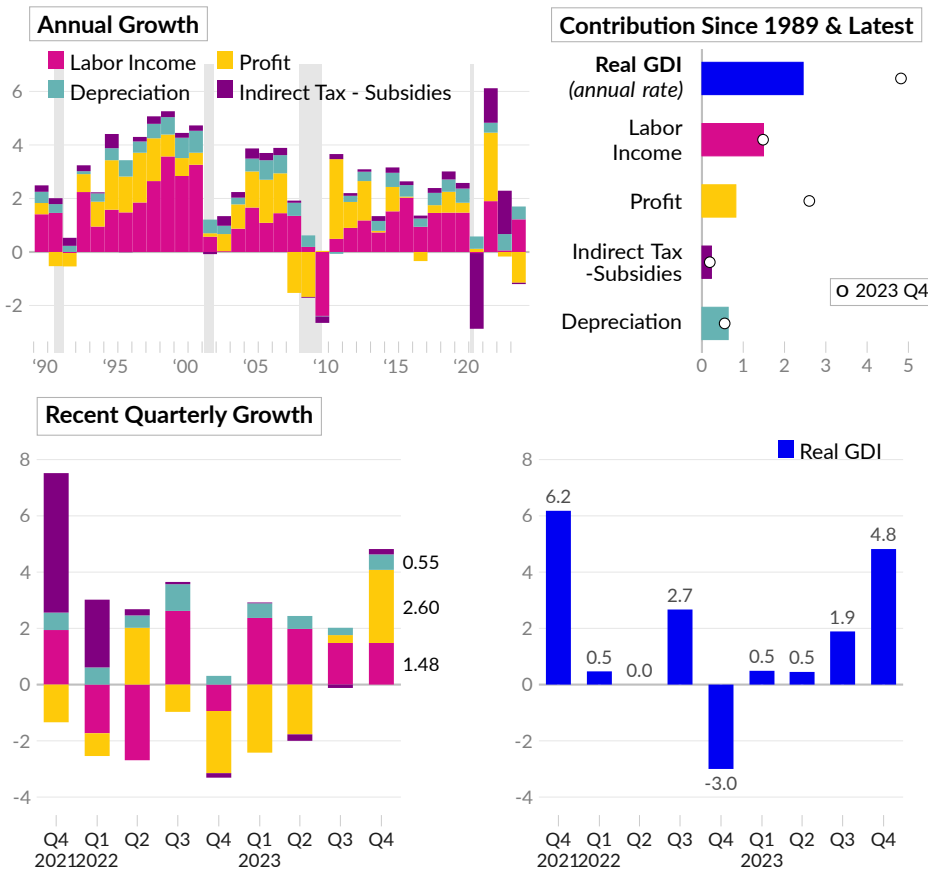 Annual Growth
Labor Income
Profit
Depreciation
Indirect Tax - Subsidies
6
4
2
0
-2
‘90
‘95
‘00
‘05
‘10
‘15
‘20
Contribution Since 1989 & Latest
Real GDI
(annual rate)
Labor
Income
Profit
Indirect Tax
-Subsidies
Depreciation
2023 Q4
0 1 2 3 4 5
Recent Quarterly Growth
8
6
4
2
0
-2
-4
0.55
2.60
1.48
Q4 Q1 Q2 Q3 Q4 Q1 Q2 Q3 Q4
2021 2022 2023
Real GDI
8
6
4
2
0
-2
-4
6.2
0.5
0.0
2.7
-3.0
0.5
0.5
1.9
4.8
Q4 Q1 Q2 Q3 Q4 Q1 Q2 Q3 Q4
2021 2022 2023